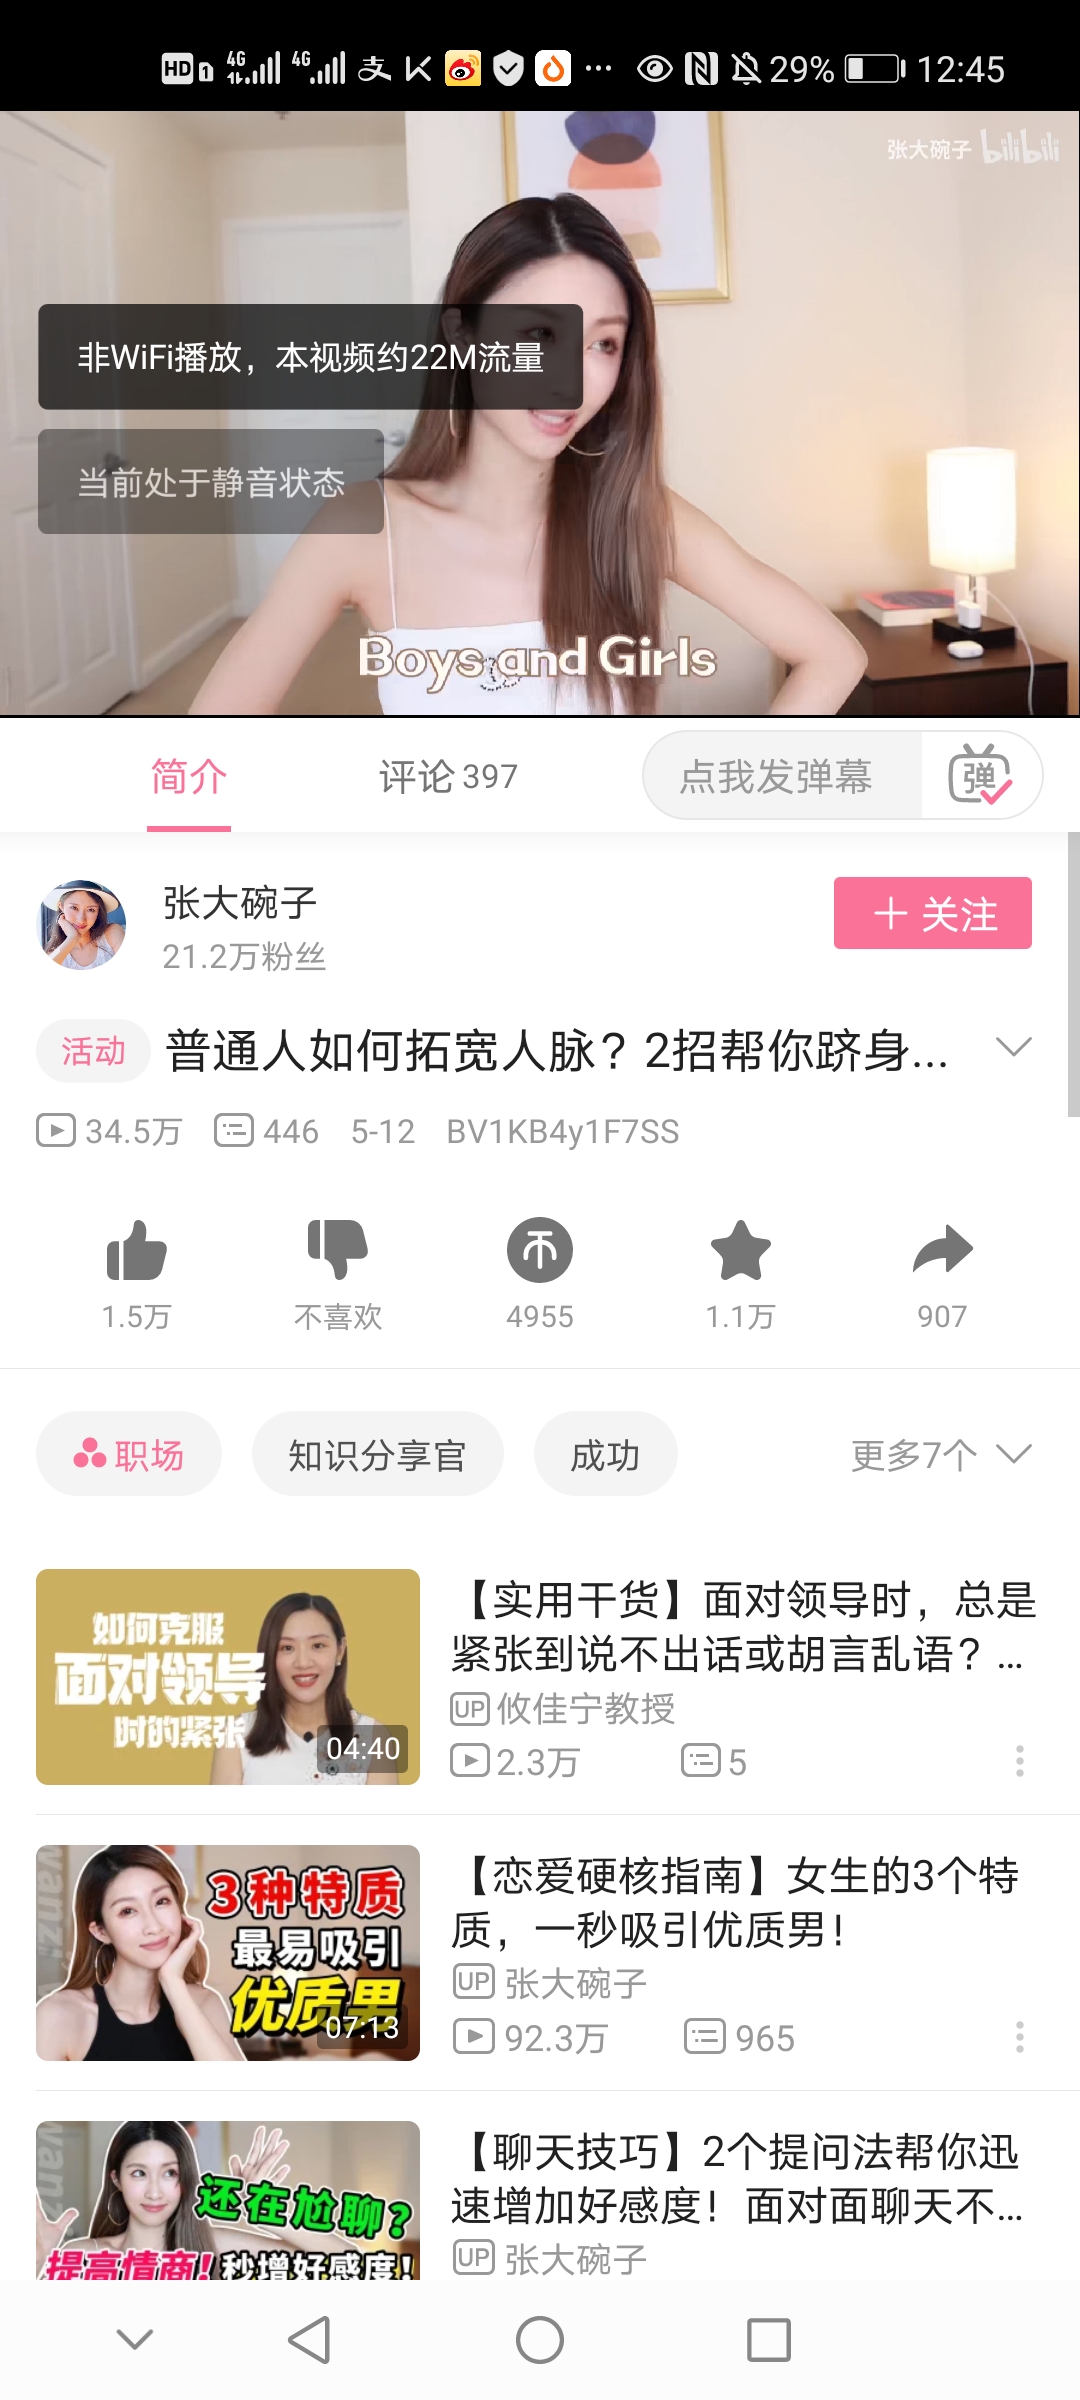 HD 1 4G 4G 支 29% 12:45
张大碗子 bilibili
非WiFi播放，本视频约22M流量
当前处于静音状态
Boys and Girls
简介 评论 397 点我发弹幕 弹
张大碗子
21.2万粉丝
关注
活动 普通人如何拓宽人脉？2招帮你跻身...
34.5万 446 5-12 BV1KB4y1F7SS
1.5万 不喜欢 4955 1.1万 907
职场 知识分享官 成功 更多7个
如何克服
面对领导
时的紧张
04:40
【实用干货】面对领导时，总是
紧张到说不出话或胡言乱语？...
UP 攸佳宁教授
2.3万 5
wanzi
3种特质
最易吸引
优质男
07:13
【恋爱硬核指南】女生的3个特
质，一秒吸引优质男！
UP 张大碗子
92.3万 965
wanz
还在尬聊？
提高情商！秒增好感度！
【聊天技巧】2个提问法帮你迅
速增加好感度！面对面聊天不...
UP 张大碗子